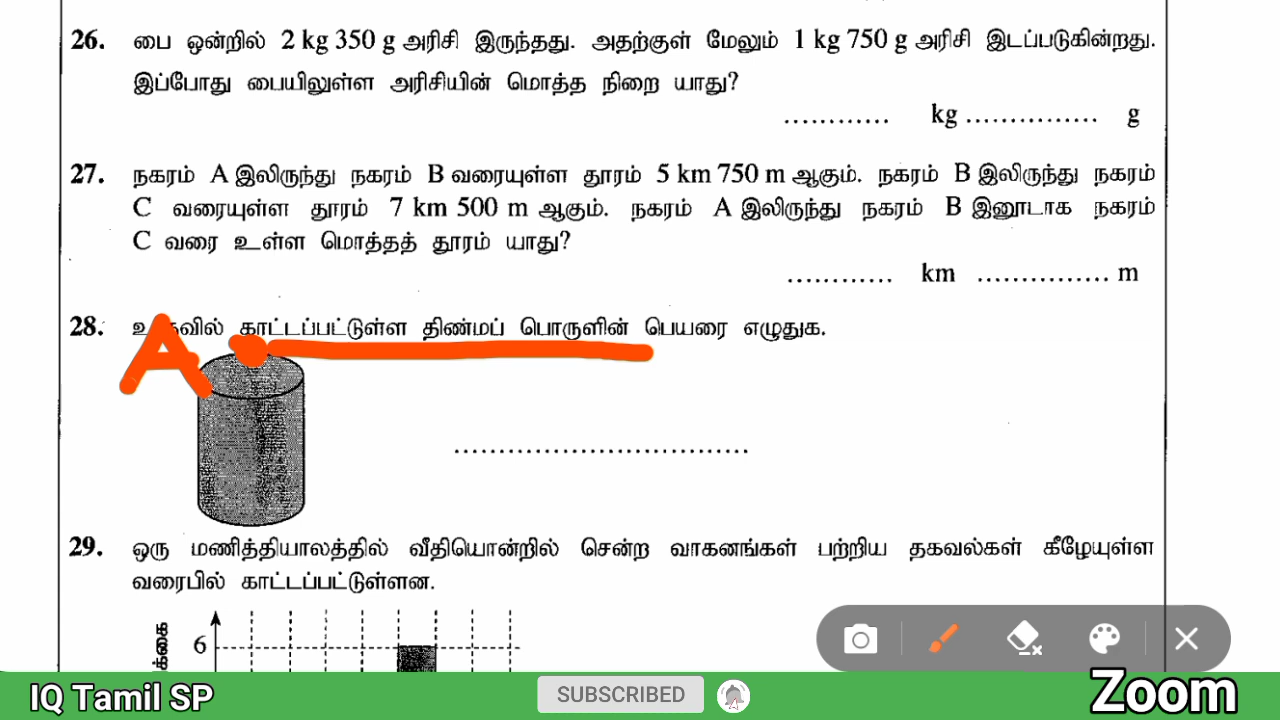 26. பை ஒன்றில் 2 kg 350 g அரிசி இருந்தது. அதற்குள் மேலும் 1 kg 750 g அரிசி இடப்படுகின்றது.
இப்போது பையிலுள்ள அரிசியின் மொத்த நிறை யாது?
............ kg ............... g
27. நகரம் A இலிருந்து நகரம் B வரையுள்ள தூரம் 5 km 750 m ஆகும். நகரம் B இலிருந்து நகரம்
C வரையுள்ள தூரம் 7 km 500 m ஆகும். நகரம் A இலிருந்து நகரம் B இனூடாக நகரம்
C வரை உள்ள மொத்தத் தூரம் யாது?
............ km ............... m
28. உருவில் காட்டப்பட்டுள்ள திண்மப் பொருளின் பெயரை எழுதுக.
A
.................................
29. ஒரு மணித்தியாலத்தில் வீதியொன்றில் சென்ற வாகனங்கள் பற்றிய தகவல்கள் கீழேயுள்ள
வரைபில் காட்டப்பட்டுள்ளன.
6
IQ Tamil SP
SUBSCRIBED
Zoom